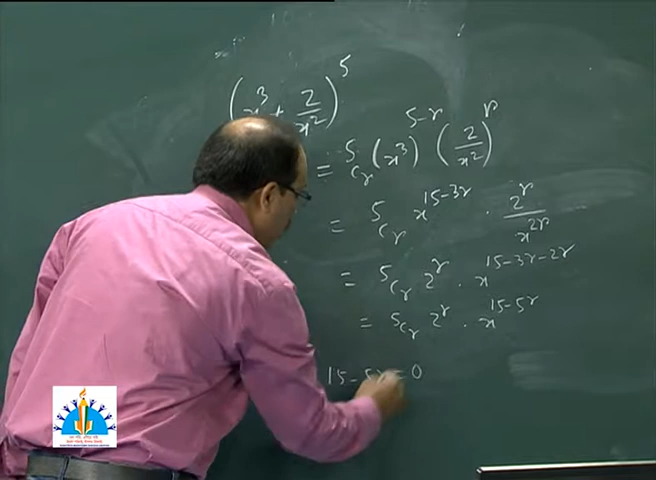 (x³ + 2/x²)⁵
= ⁵Cᵣ (x³)⁵⁻ʳ (2/x²)ʳ
= ⁵Cᵣ x¹⁵⁻³ʳ · 2ʳ/x²ʳ
= ⁵Cᵣ 2ʳ · x¹⁵⁻³ʳ⁻²ʳ
= ⁵Cᵣ 2ʳ · x¹⁵⁻⁵ʳ
15 - 5r = 0